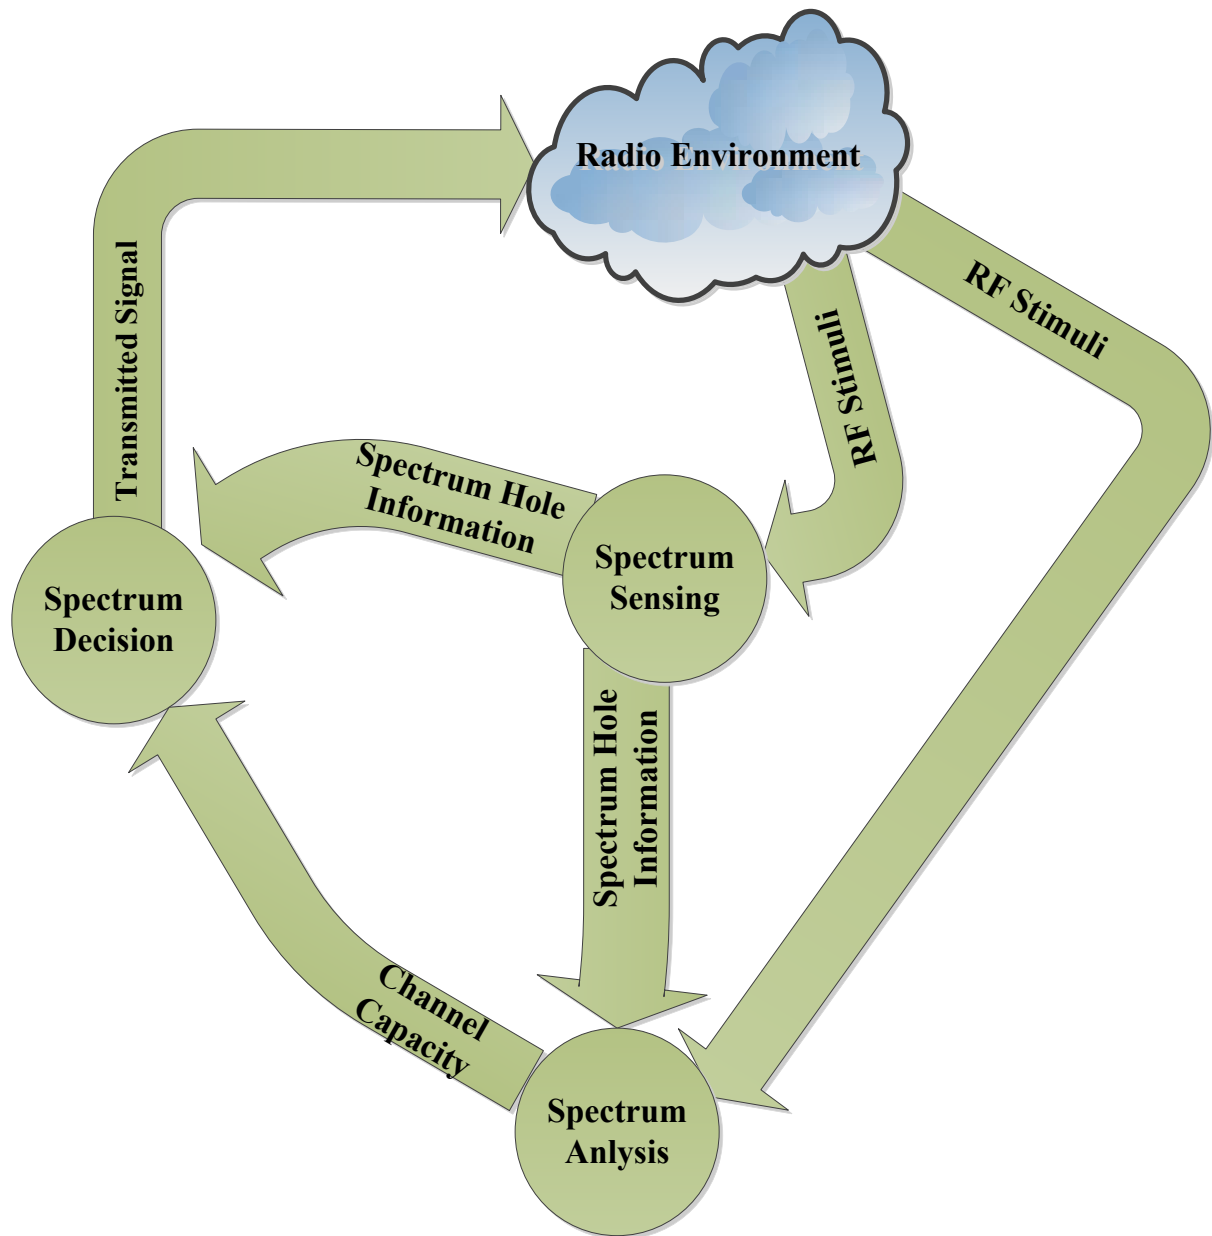 Radio Environment
RF Stimuli
RF Stimuli
Transmitted Signal
Spectrum Hole
Information
Spectrum
Sensing
Spectrum
Decision
Spectrum Hole
Information
Channel
Capacity
Spectrum
Anlysis